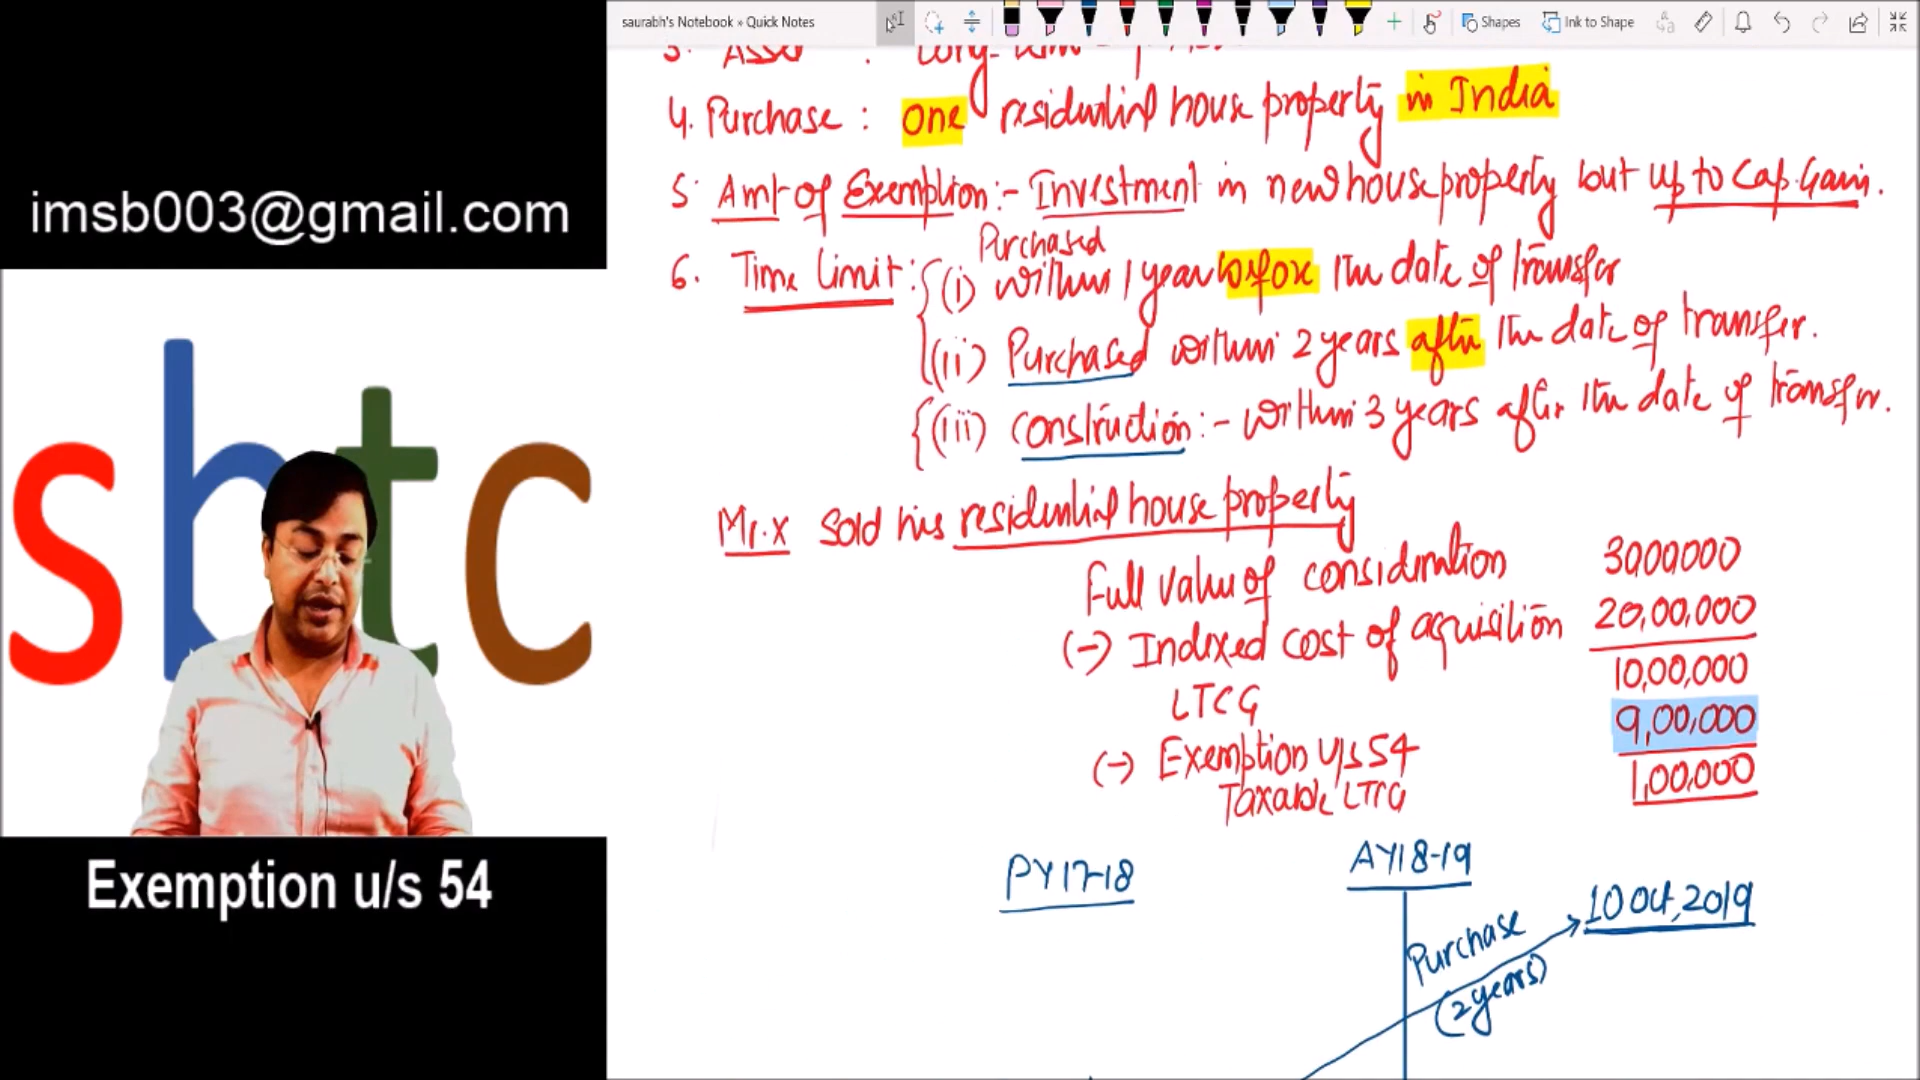 saurabh's Notebook » Quick Notes
Shapes
Ink to Shape
imsb003@gmail.com
sbtc
Exemption u/s 54
3. Asset :
4. Purchase : one residential house property in India
5. Amt of Exemption :- Investment in new house property but up to Cap. Gain.
6. Time Limit : (i) Purchased within 1 year before the date of transfer
(ii) Purchased within 2 years after the date of transfer.
(iii) construction :- within 3 years after the date of transfer.
Mr. X sold his residential house property
Full value of consideration 3000000
(-) Indexed cost of acquisition 20,00,000
LTCG 10,00,000
(-) Exemption u/s 54 9,00,000
Taxable LTCG 1,00,000
PY17-18
AY18-19
10 Oct, 2019
Purchase
(2 years)